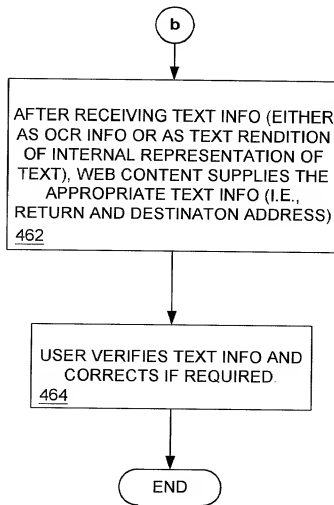 b
AFTER RECEIVING TEXT INFO (EITHER
AS OCR INFO OR AS TEXT RENDITION
OF INTERNAL REPRESENTATION OF
TEXT), WEB CONTENT SUPPLIES THE
APPROPRIATE TEXT INFO (I.E.,
RETURN AND DESTINATON ADDRESS)
462
USER VERIFIES TEXT INFO AND
CORRECTS IF REQUIRED.
464
END